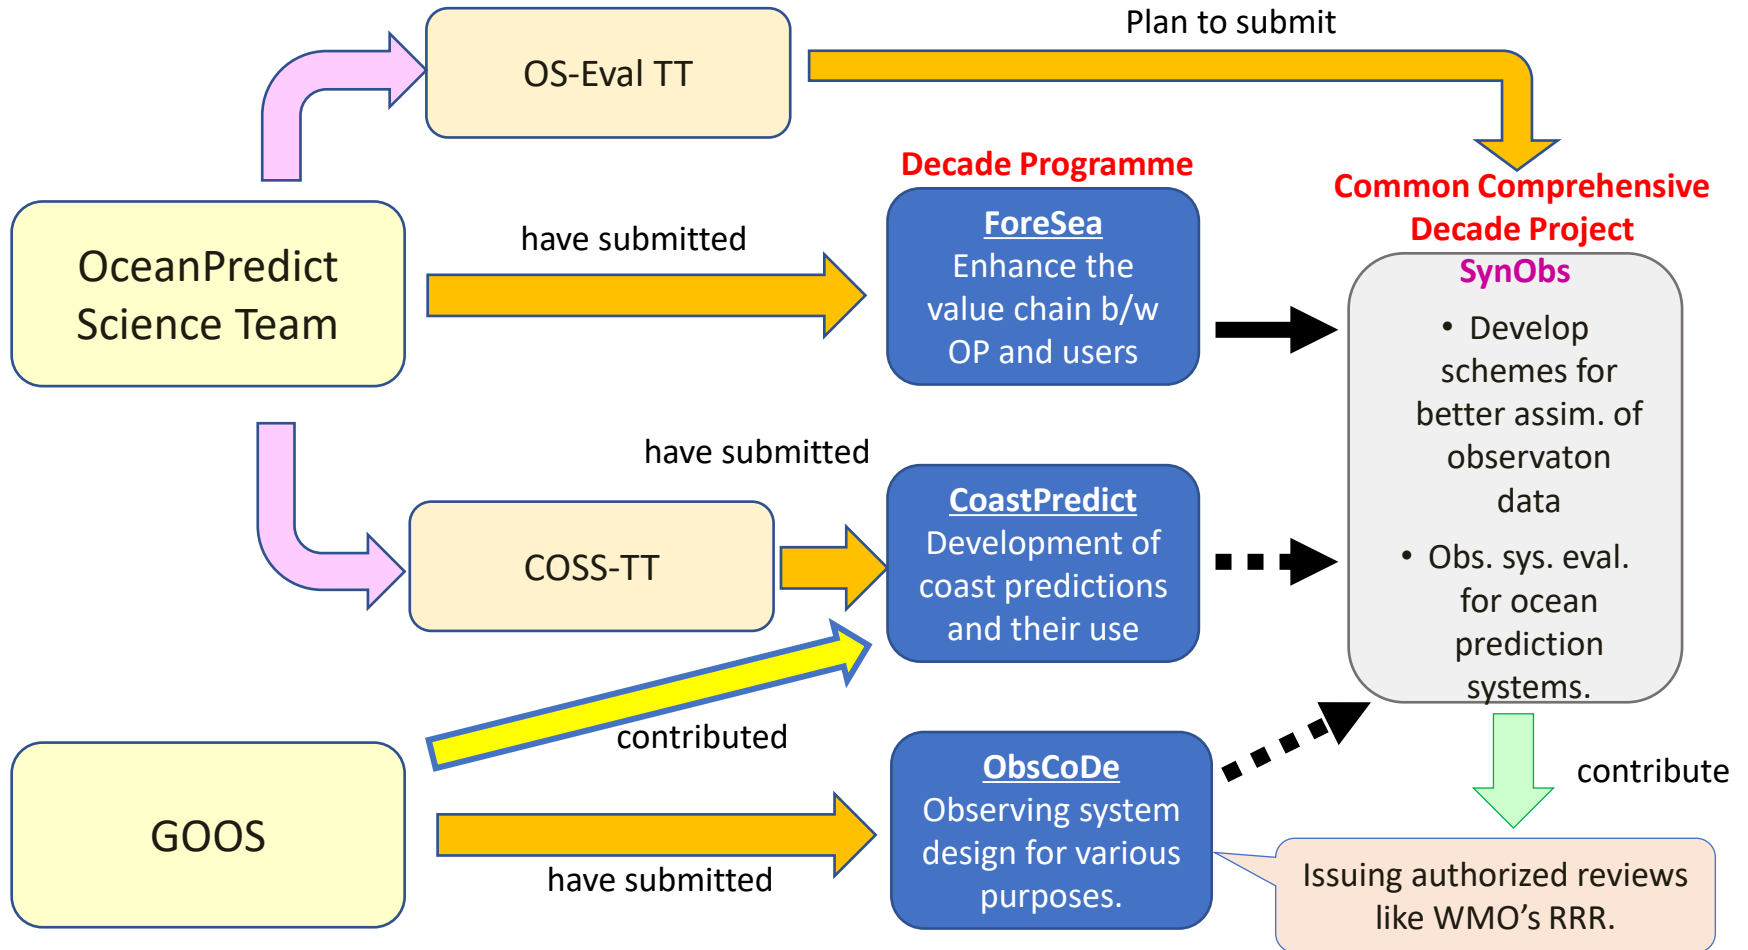 Plan to submit
OS-Eval TT
Decade Programme
Common Comprehensive
Decade Project
OceanPredict
Science Team
have submitted
ForeSea
Enhance the
value chain b/w
OP and users
SynObs
• Develop
schemes for
better assim. of
observaton
data
• Obs. sys. eval.
for ocean
prediction
systems.
have submitted
COSS-TT
CoastPredict
Development of
coast predictions
and their use
contributed
GOOS
have submitted
ObsCoDe
Observing system
design for various
purposes.
contribute
Issuing authorized reviews
like WMO’s RRR.